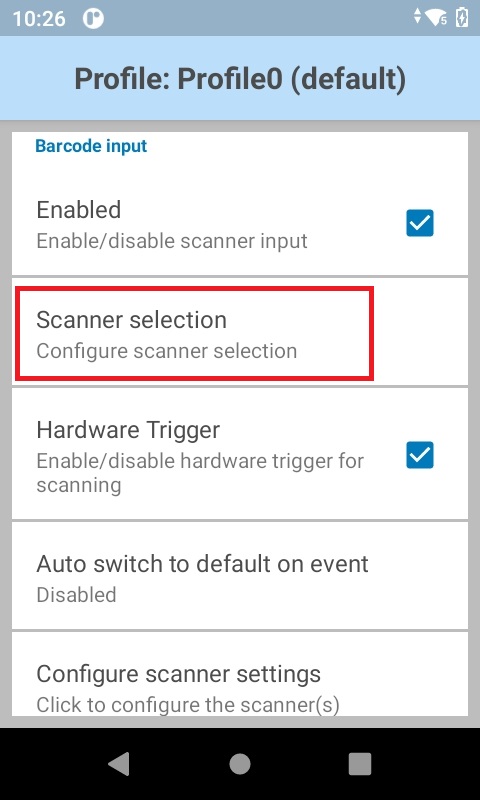 10:26
Profile: Profile0 (default)
Barcode input
Enabled
Enable/disable scanner input
Scanner selection
Configure scanner selection
Hardware Trigger
Enable/disable hardware trigger for
scanning
Auto switch to default on event
Disabled
Configure scanner settings
Click to configure the scanner(s)